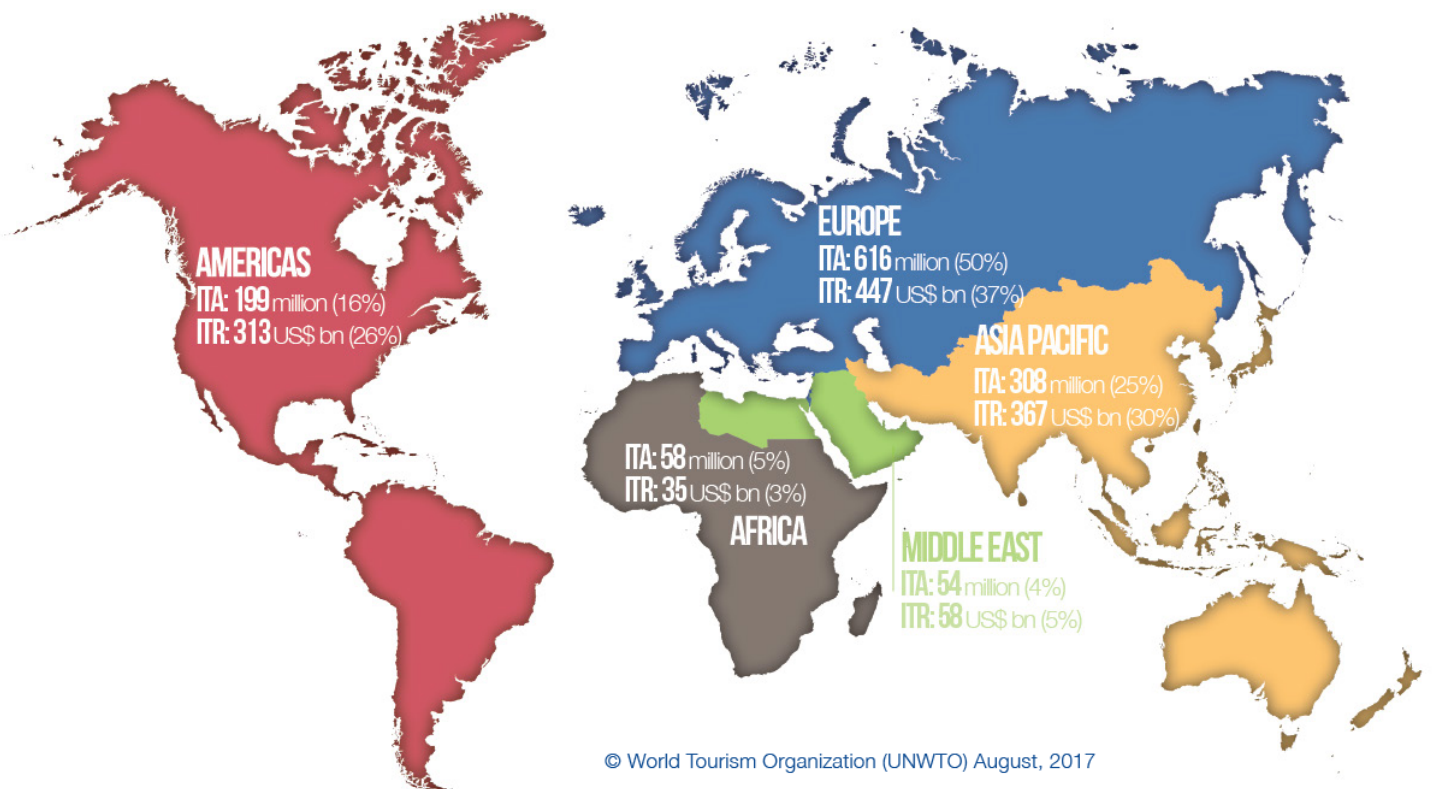 AMERICAS
ITA: 199 million (16%)
ITR: 313 US$ bn (26%)
EUROPE
ITA: 616 million (50%)
ITR: 447 US$ bn (37%)
ASIA PACIFIC
ITA: 308 million (25%)
ITR: 367 US$ bn (30%)
ITA: 58 million (5%)
ITR: 35 US$ bn (3%)
AFRICA
MIDDLE EAST
ITA: 54 million (4%)
ITR: 58 US$ bn (5%)
© World Tourism Organization (UNWTO) August, 2017